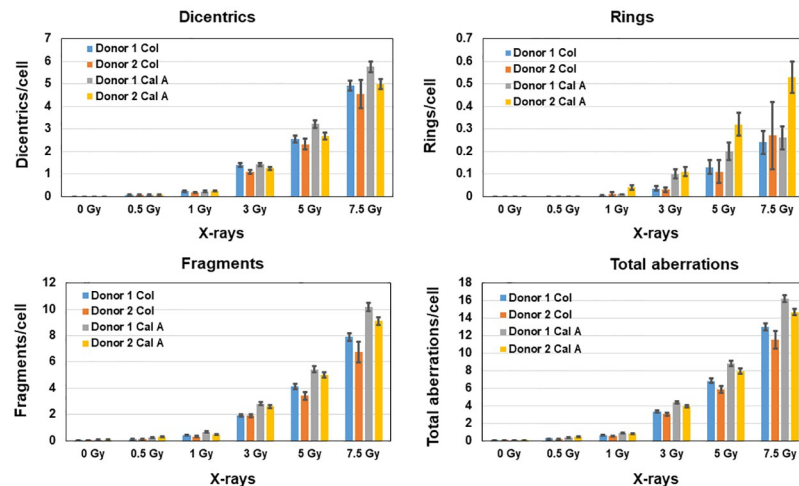 Dicentrics
Dicentrics/cell
7
6
5
4
3
2
1
0
Donor 1 Col
Donor 2 Col
Donor 1 Cal A
Donor 2 Cal A
0 Gy 0.5 Gy 1 Gy 3 Gy 5 Gy 7.5 Gy
X-rays
Rings
Rings/cell
0.7
0.6
0.5
0.4
0.3
0.2
0.1
0
Donor 1 Col
Donor 2 Col
Donor 1 Cal A
Donor 2 Cal A
0 Gy 0.5 Gy 1 Gy 3 Gy 5 Gy 7.5 Gy
X-rays
Fragments
Fragments/cell
12
10
8
6
4
2
0
Donor 1 Col
Donor 2 Col
Donor 1 Cal A
Donor 2 Cal A
0 Gy 0.5 Gy 1 Gy 3 Gy 5 Gy 7.5 Gy
X-rays
Total aberrations
Total aberrations/cell
18
16
14
12
10
8
6
4
2
0
Donor 1 Col
Donor 2 Col
Donor 1 Cal A
Donor 2 Cal A
0 Gy 0.5 Gy 1 Gy 3 Gy 5 Gy 7.5 Gy
X-rays